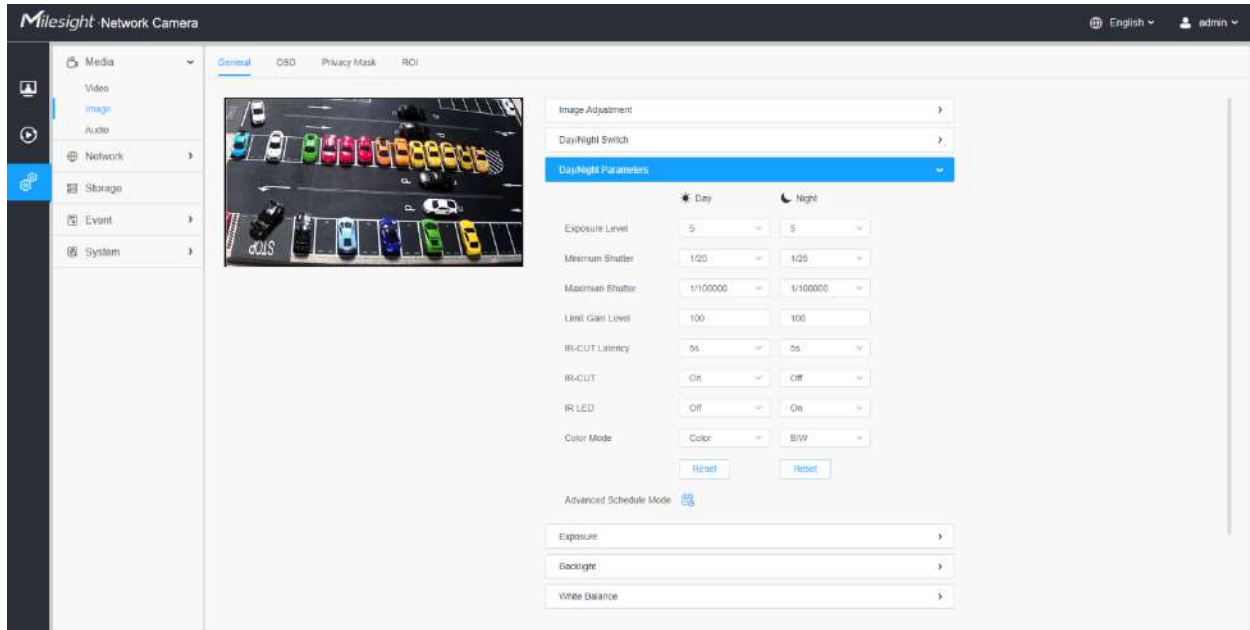 Milesight Network Camera
English
admin
Media
Video
Image
Audio
Network
Storage
Event
System
General OSD Privacy Mask ROI
P
P
P
STOP
Image Adjustment
Day/Night Switch
Day/Night Parameters
Day Night
Exposure Level 5 5
Minimum Shutter 1/25 1/25
Maximum Shutter 1/100000 1/100000
Limit Gain Level 100 100
IR-CUT Latency 5s 5s
IR-CUT On Off
IR LED Off On
Color Mode Color B/W
Reset Reset
Advanced Schedule Mode
Exposure
Backlight
White Balance